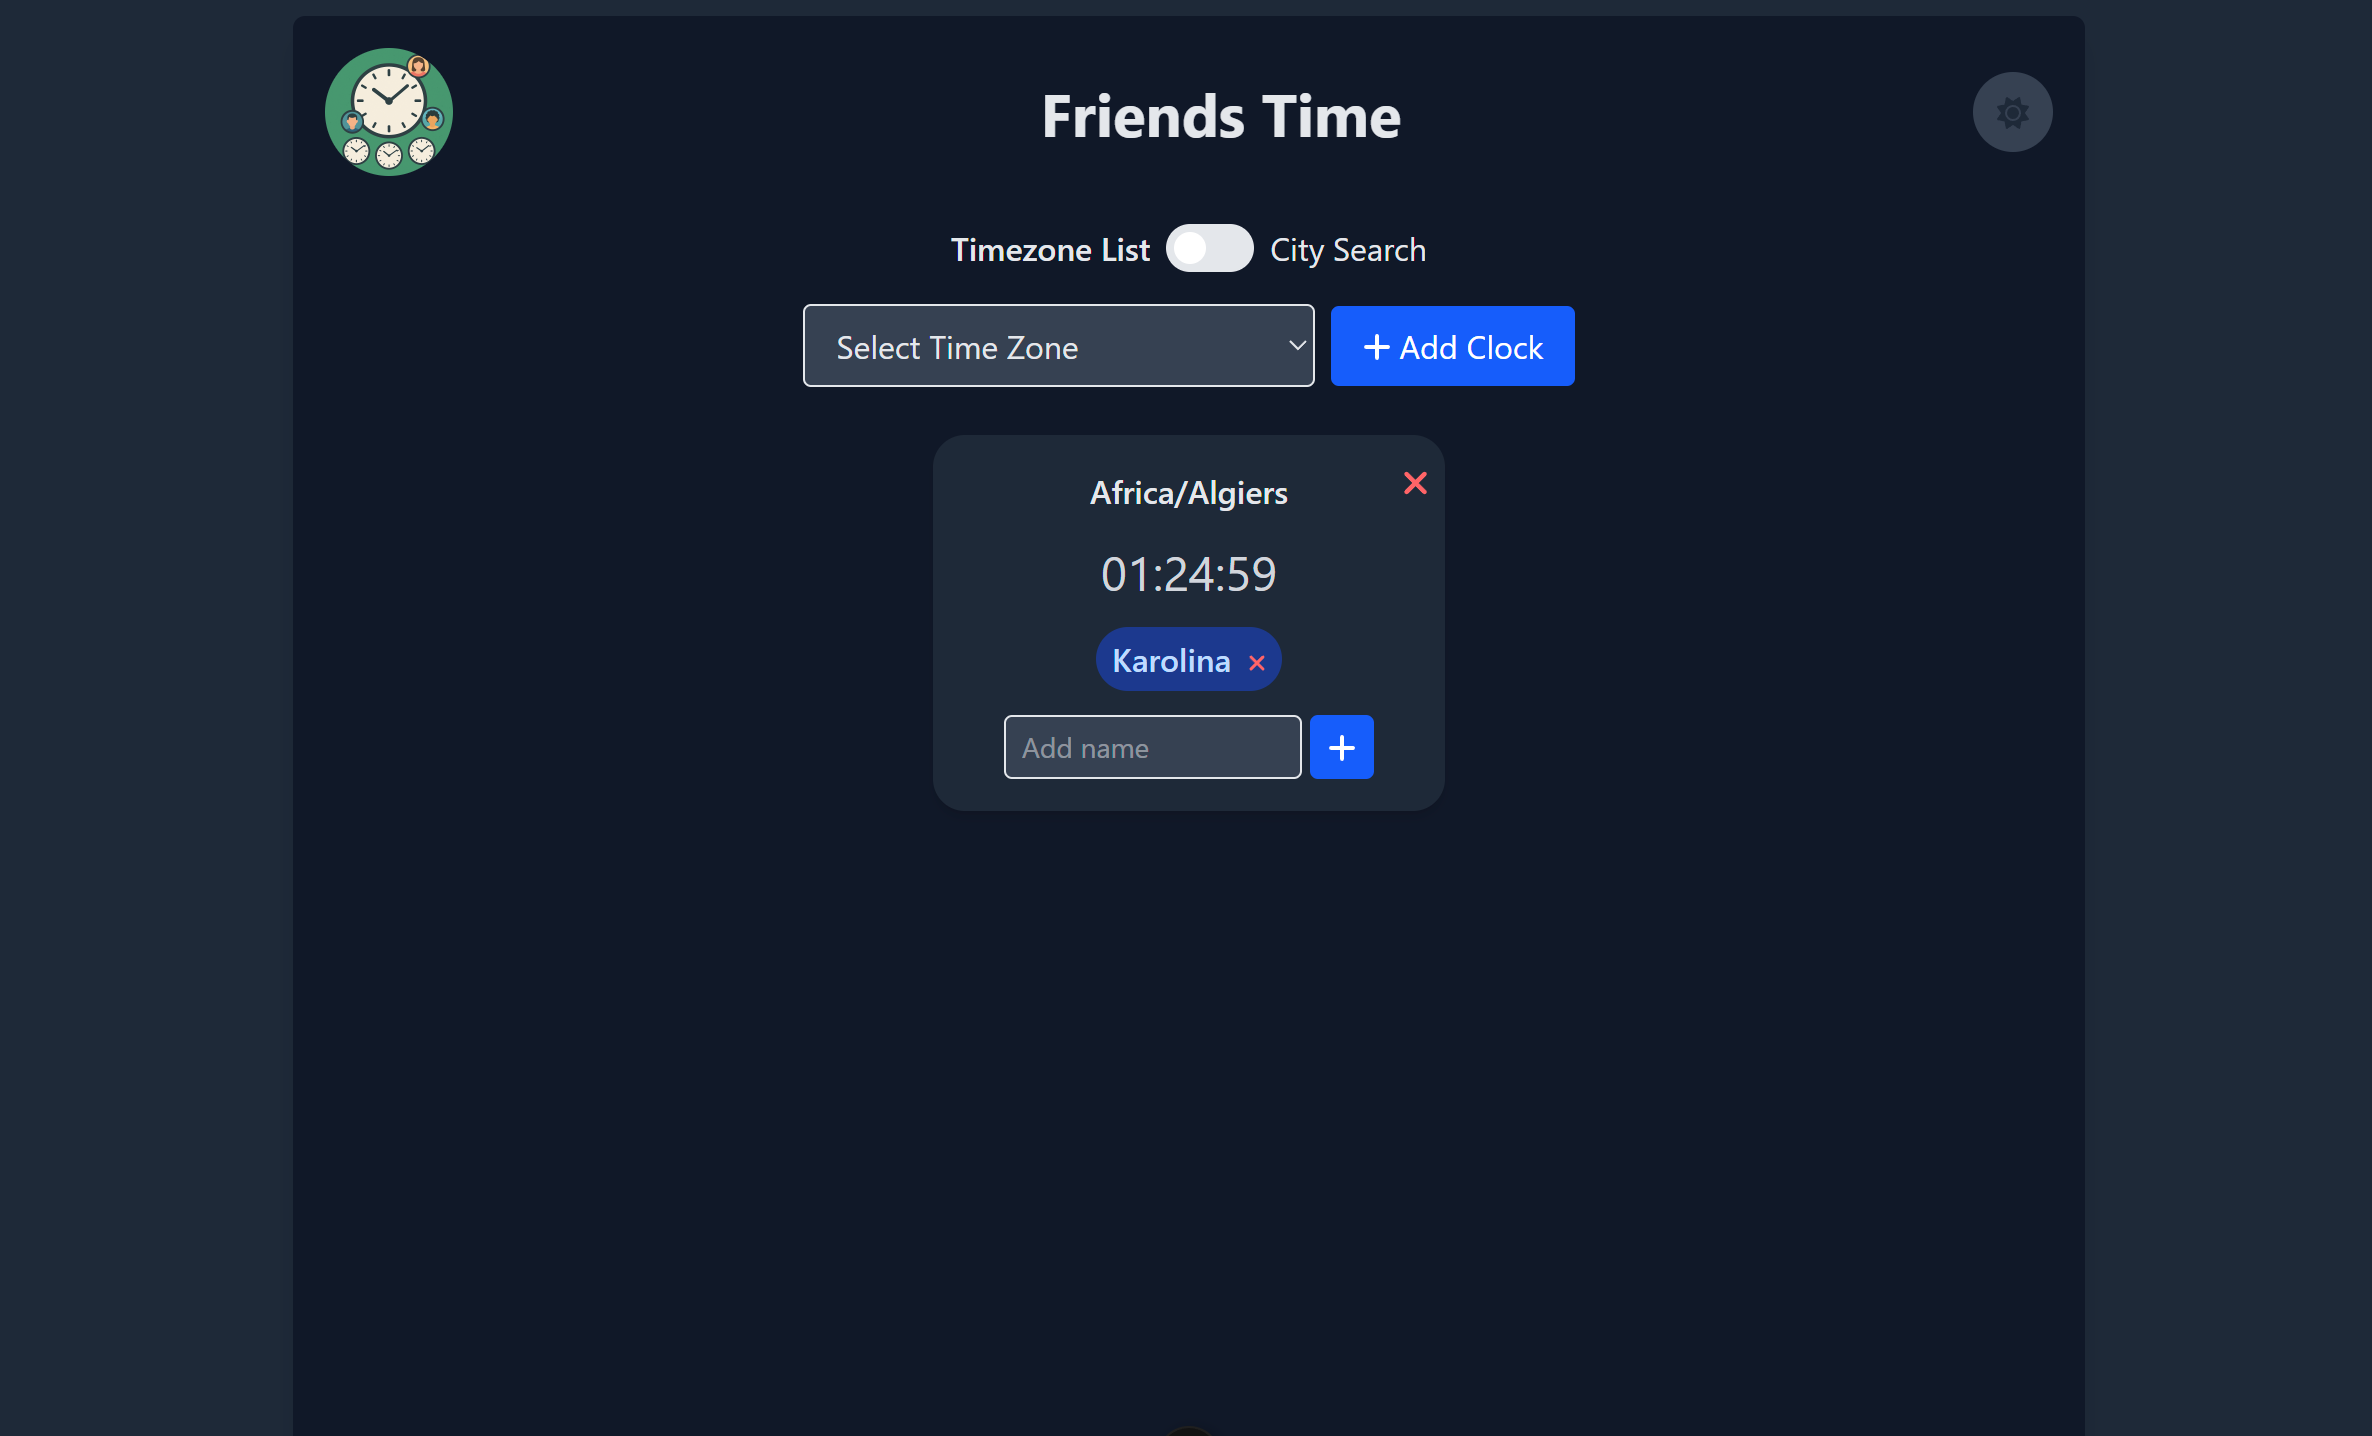 Friends Time
Timezone List City Search
Select Time Zone + Add Clock
Africa/Algiers
01:24:59
Karolina
Add name